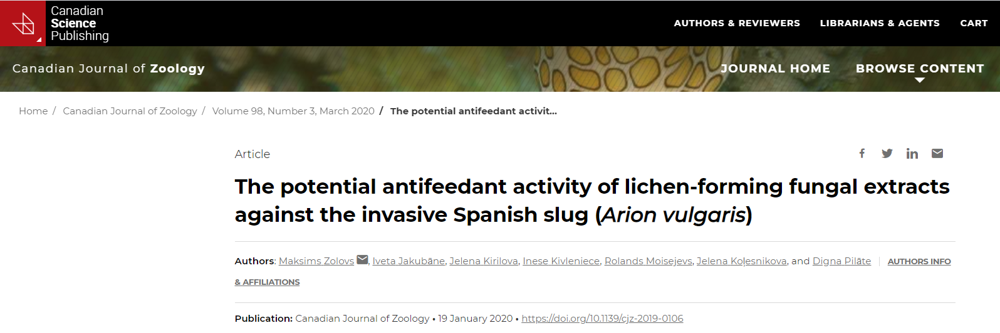 Canadian
Science
Publishing
AUTHORS & REVIEWERS LIBRARIANS & AGENTS CART
Canadian Journal of Zoology
JOURNAL HOME BROWSE CONTENT
Home / Canadian Journal of Zoology / Volume 98, Number 3, March 2020 / The potential antifeedant activit...
Article
The potential antifeedant activity of lichen-forming fungal extracts
against the invasive Spanish slug (Arion vulgaris)
Authors: Maksims Zolovs, Iveta Jakubāne, Jelena Kirilova, Inese Kivleniece, Rolands Moisejevs, Jelena Koļesnikova, and Digna Pilāte | AUTHORS INFO
& AFFILIATIONS
Publication: Canadian Journal of Zoology • 19 January 2020 • https://doi.org/10.1139/cjz-2019-0106